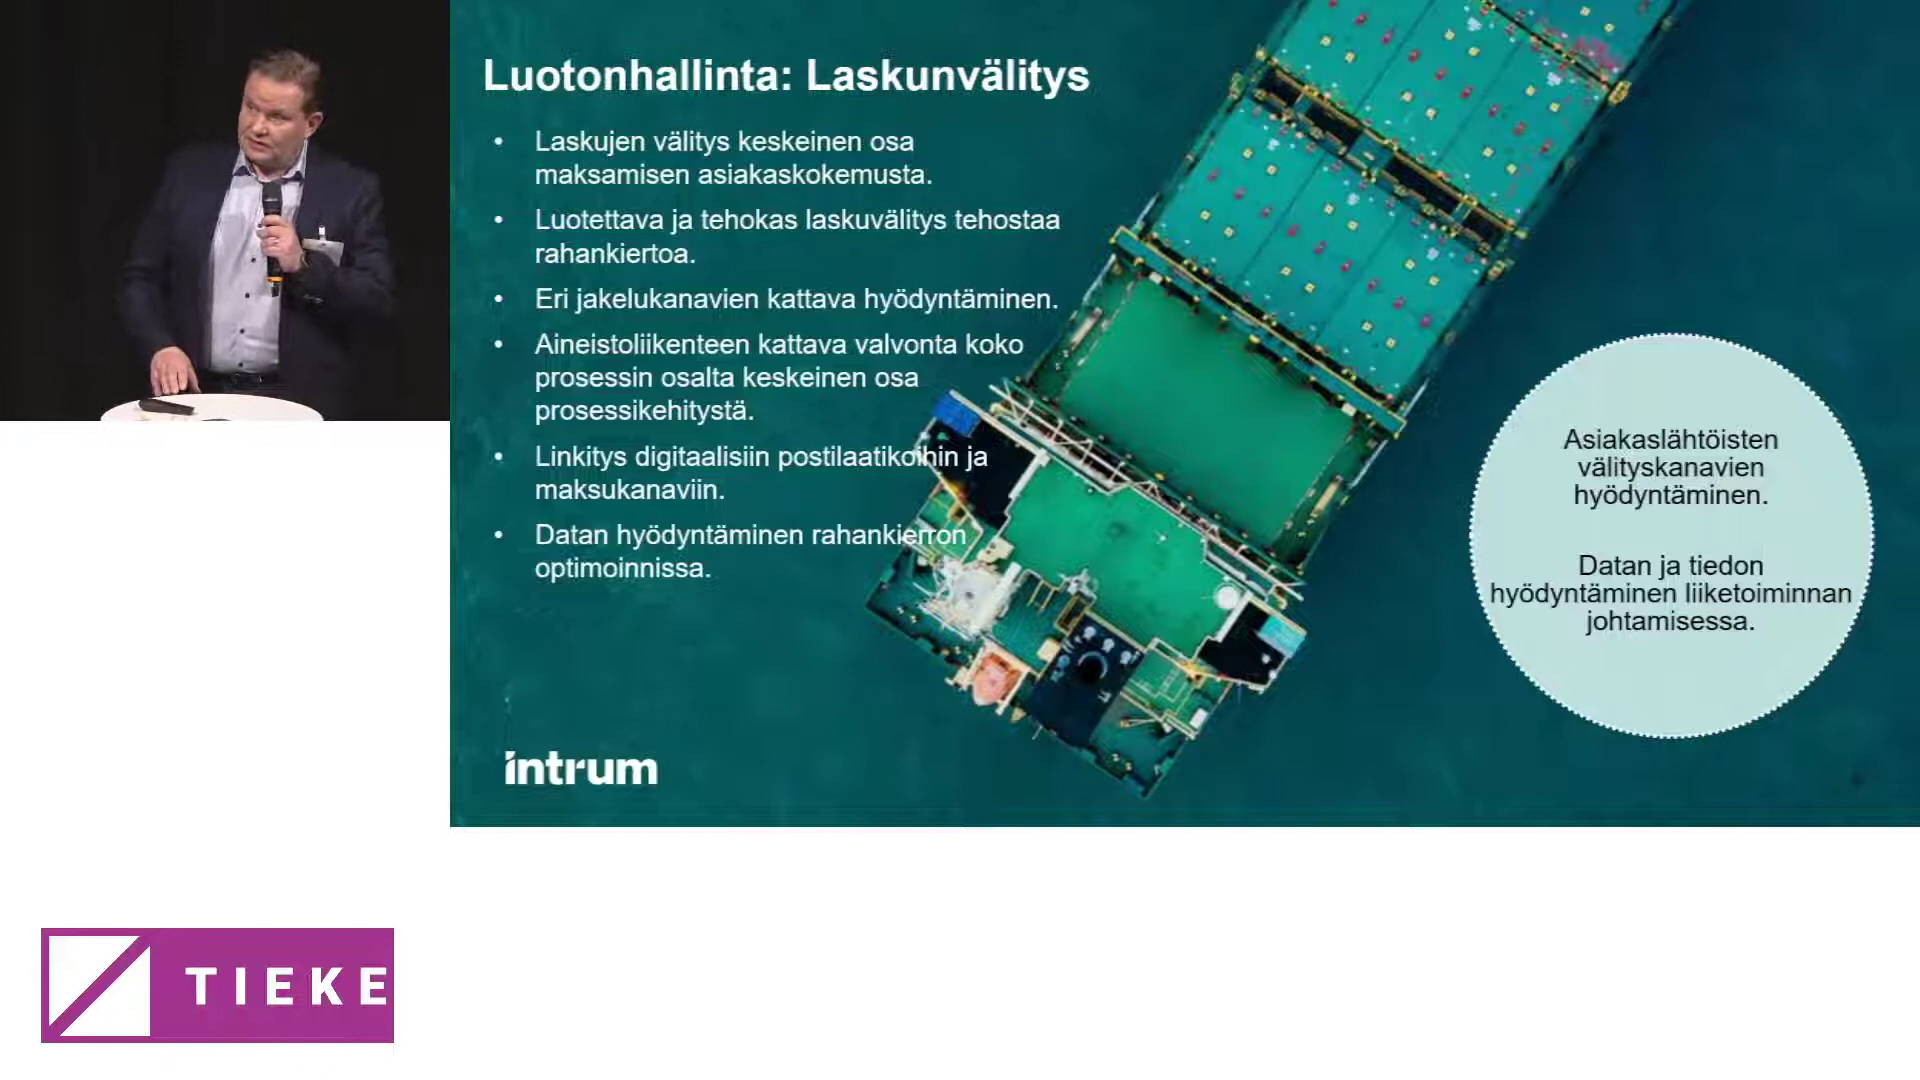 Luotonhallinta: Laskunvälitys
• Laskujen välitys keskeinen osa
maksamisen asiakaskokemusta.
• Luotettava ja tehokas laskuvälitys tehostaa
rahankiertoa.
• Eri jakelukanavien kattava hyödyntäminen.
• Aineistoliikenteen kattava valvonta koko
prosessin osalta keskeinen osa
prosessikehitystä.
• Linkitys digitaalisiin postilaatikoihin ja
maksukanaviin.
• Datan hyödyntäminen rahankierron
optimoinnissa.
Asiakaslähtöisten
välityskanavien
hyödyntäminen.
Datan ja tiedon
hyödyntäminen liiketoiminnan
johtamisessa.
intrum
TIEKE